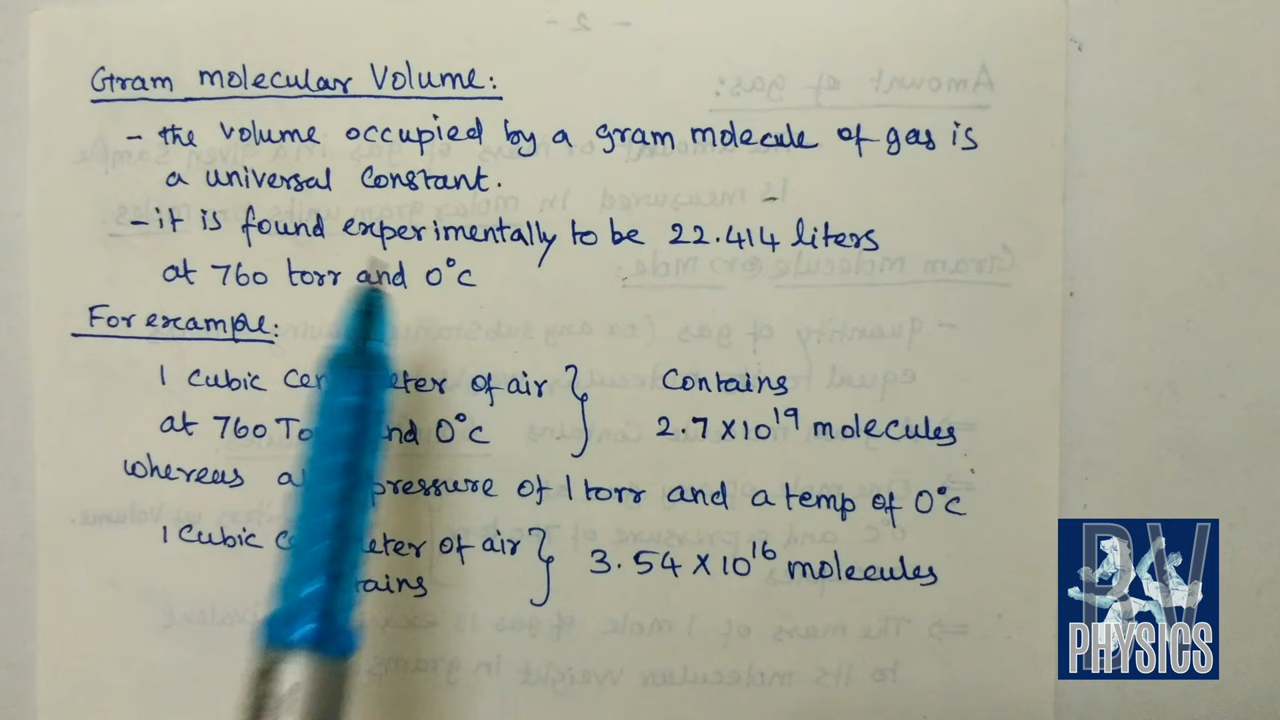 Gram molecular Volume:
- the volume occupied by a gram molecule of gas is
a universal constant.
- it is found experimentally to be 22.414 liters
at 760 torr and 0°c
For example:
1 cubic cen eter of air } Contains
at 760 To nd 0°c 2.7 X 10^19 molecules
whereas a pressure of 1 torr and a temp of 0°c
1 Cubic c eter of air } 3.54 X 10^16 molecules
tains
BV
PHYSICS